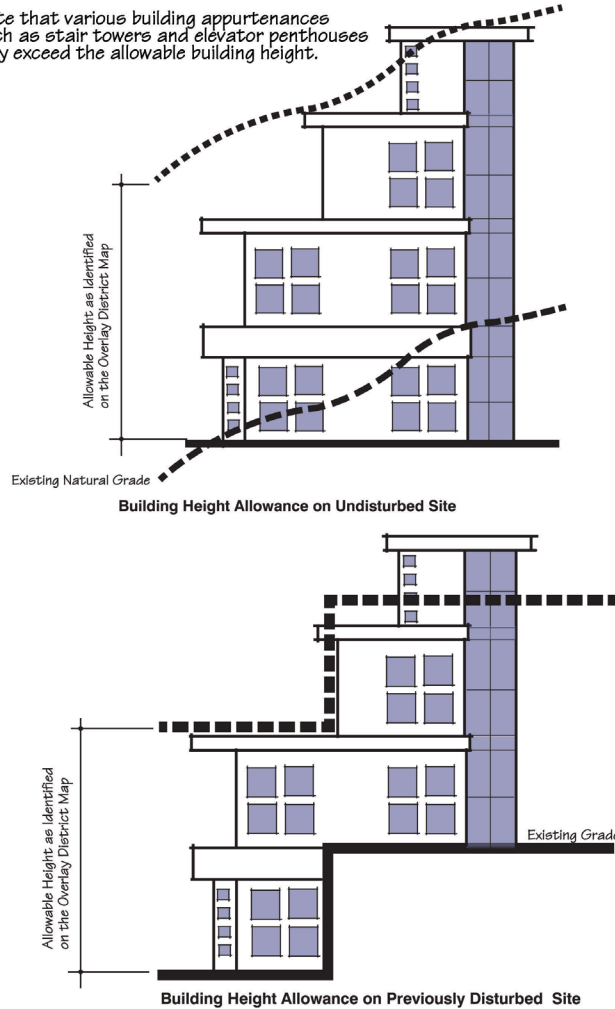 te that various building appurtenances
ch as stair towers and elevator penthouses
y exceed the allowable building height.
Allowable Height as Identified
on the Overlay District Map
Existing Natural Grade
Building Height Allowance on Undisturbed Site
Allowable Height as Identified
on the Overlay District Map
Existing Grade
Building Height Allowance on Previously Disturbed Site